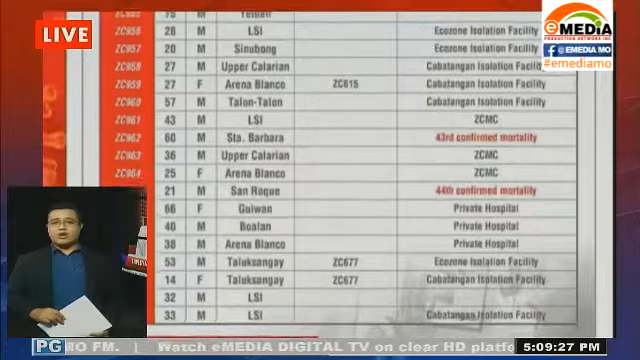 LIVE
eMEDIA
PRODUCTION NETWORK INC
@EMEDIA MO
#emediamo
ZC956 28 M LSI Ecozone Isolation Facility
ZC957 20 M Sinubong Ecozone Isolation Facility
ZC958 27 M Upper Calarian Cabatangan Isolation Facility
ZC959 27 F Arena Blanco ZC615 Cabatangan Isolation Facility
ZC960 57 M Talon-Talon Cabatangan Isolation Facility
ZC961 43 M LSI ZCMC
ZC962 60 M Sta. Barbara 43rd confirmed mortality
ZC963 36 M Upper Calarian ZCMC
ZC964 25 F Arena Blanco ZCMC
21 M San Roque 44th confirmed mortality
66 F Guiwan Private Hospital
40 M Boalan Private Hospital
38 M Arena Blanco Private Hospital
53 M Taluksangay ZC677 Ecozone Isolation Facility
14 F Taluksangay ZC677 Cabatangan Isolation Facility
32 M LSI
33 M LSI Cabatangan Isolation Facility
PG MO FM. | Watch eMEDIA DIGITAL TV on clear HD platfo 5:09:27 PM